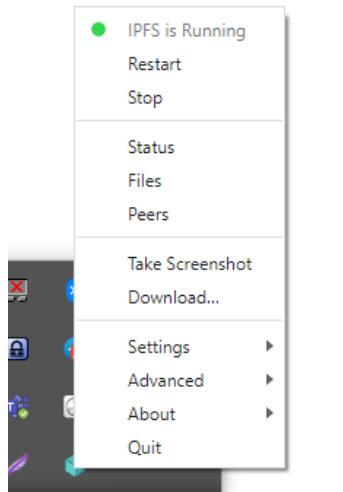 IPFS is Running
Restart
Stop
Status
Files
Peers
Take Screenshot
Download...
Settings
Advanced
About
Quit